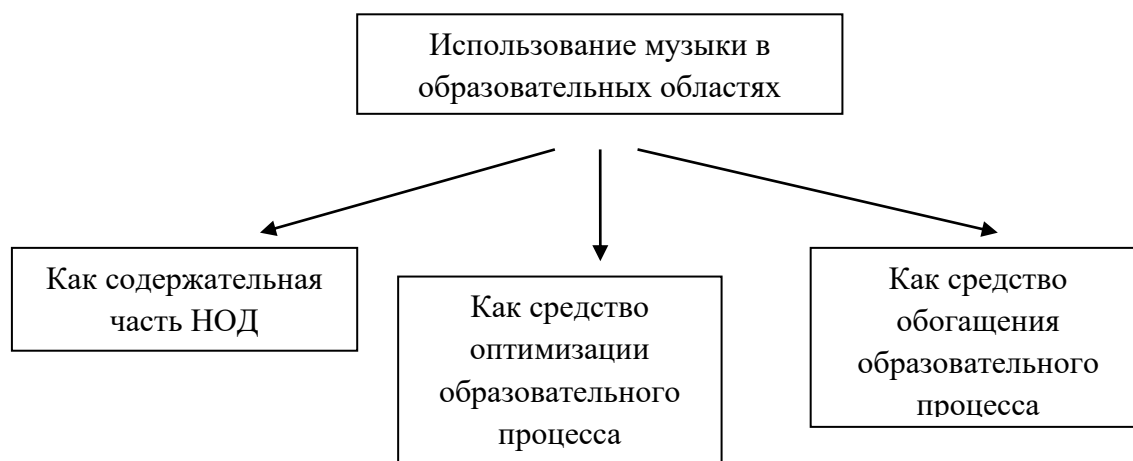 Использование музыки в
образовательных областях
Как содержательная
часть НОД
Как средство
оптимизации
образовательного
процесса
Как средство
обогащения
образовательного
процесса